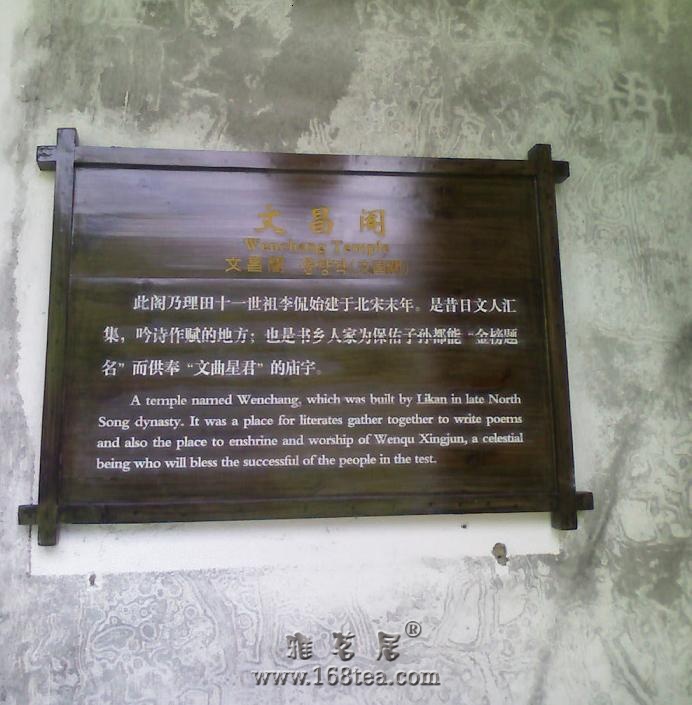 文昌阁
Wenchang Temple
文昌閣
此阁乃理田十一世祖李侃始建于北宋末年。是昔日文人汇
集，吟诗作赋的地方；也是书乡人家为保佑子孙都能“金榜题
名”而供奉“文曲星君”的庙宇。
A temple named Wenchang, which was built by Likan in late North
Song dynasty. It was a place for literates gather together to write poems
and also the place to enshrine and worship of Wenqu Xingjun, a celestial
being who will bless the successful of the people in the test.
雅茗居®
www.168tea.com